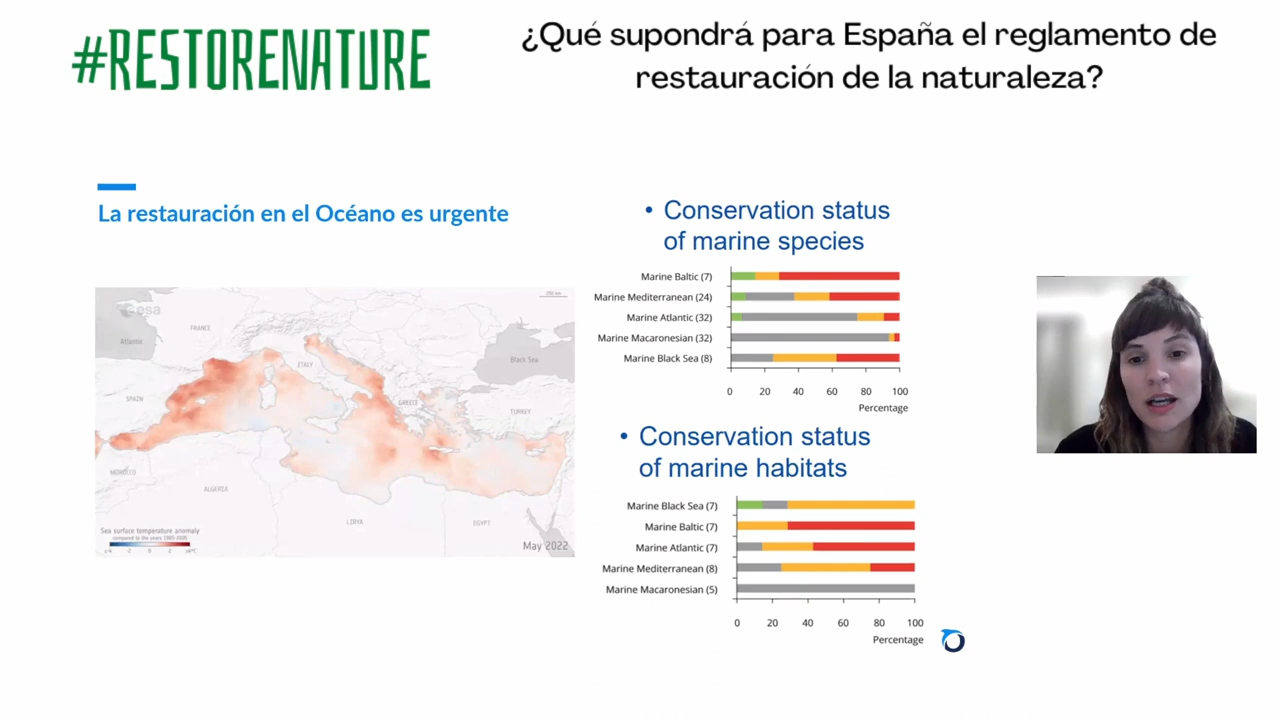 #RESTORENATURE
¿Qué supondrá para España el reglamento de
restauración de la naturaleza?
La restauración en el Océano es urgente
esa
FRANCE
Atlantic
ITALY
Black Sea
SPAIN
GREECE
TURKEY
MOROCCO
ALGERIA
LIBYA
EGYPT
Sea surface temperature anomaly
compared to the years 1985-2005
-2
0
2
May 2022
• Conservation status
of marine species
Marine Baltic (7)
Marine Mediterranean (24)
Marine Atlantic (32)
Marine Macaronesian (32)
Marine Black Sea (8)
0 20 40 60 80 100
Percentage
• Conservation status
of marine habitats
Marine Black Sea (7)
Marine Baltic (7)
Marine Atlantic (7)
Marine Mediterranean (8)
Marine Macaronesian (5)
0 20 40 60 80 100
Percentage